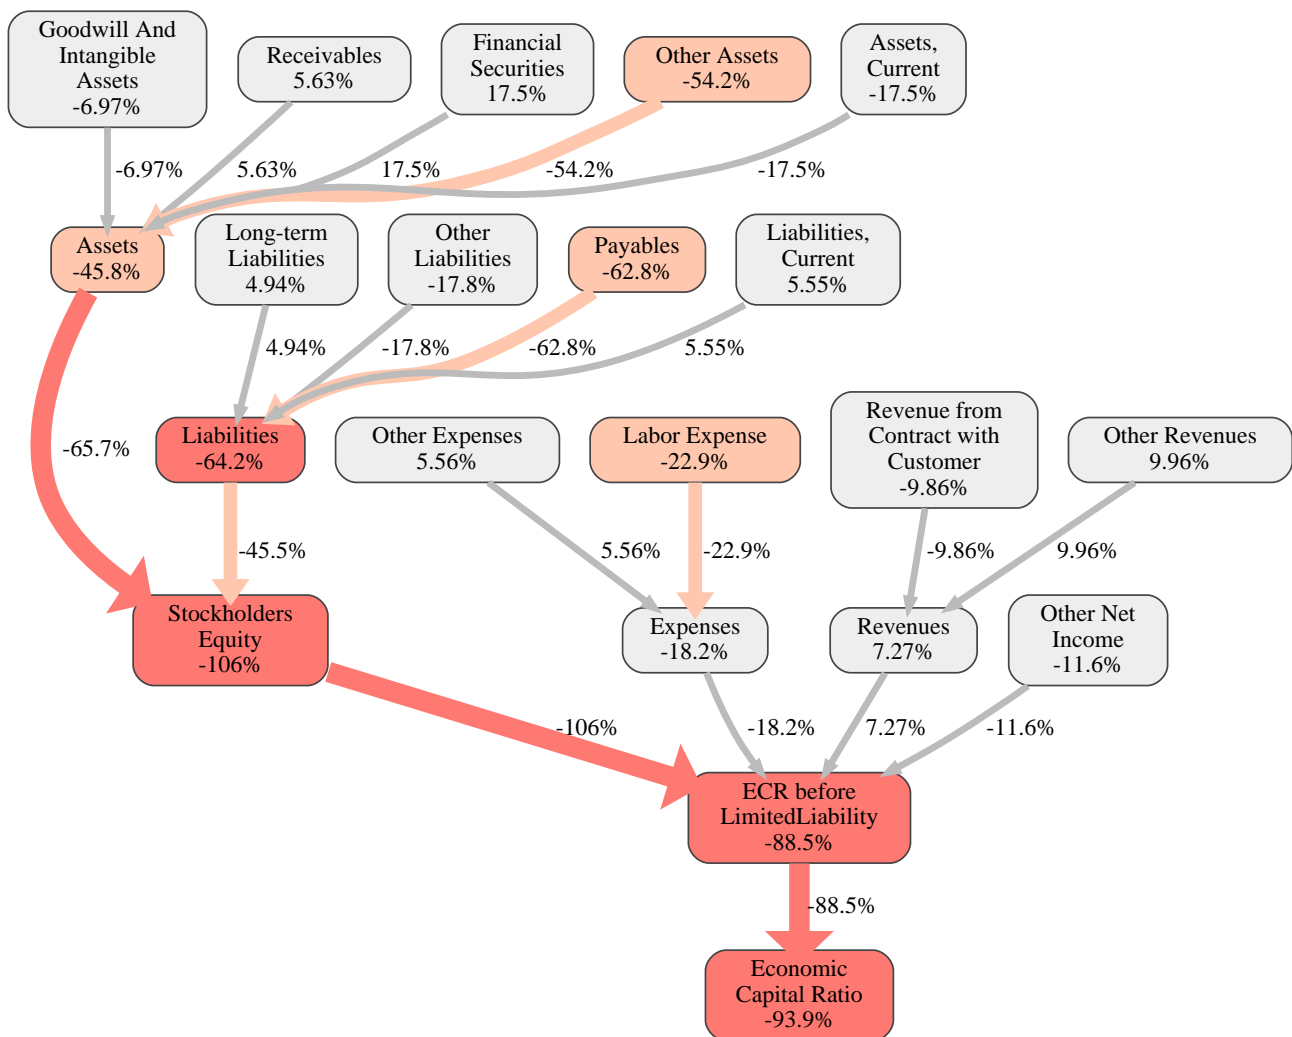 Goodwill And
Intangible
Assets
-6.97%
Receivables
5.63%
Financial
Securities
17.5%
Other Assets
-54.2%
Assets,
Current
-17.5%
-6.97%
5.63%
17.5%
-54.2%
-17.5%
Assets
-45.8%
Long-term
Liabilities
4.94%
Other
Liabilities
-17.8%
Payables
-62.8%
Liabilities,
Current
5.55%
4.94%
-17.8%
-62.8%
5.55%
-65.7%
Liabilities
-64.2%
Other Expenses
5.56%
Labor Expense
-22.9%
Revenue from
Contract with
Customer
-9.86%
Other Revenues
9.96%
-45.5%
5.56%
-22.9%
-9.86%
9.96%
Stockholders
Equity
-106%
Expenses
-18.2%
Revenues
7.27%
Other Net
Income
-11.6%
-106%
-18.2%
7.27%
-11.6%
ECR before
LimitedLiability
-88.5%
-88.5%
Economic
Capital Ratio
-93.9%